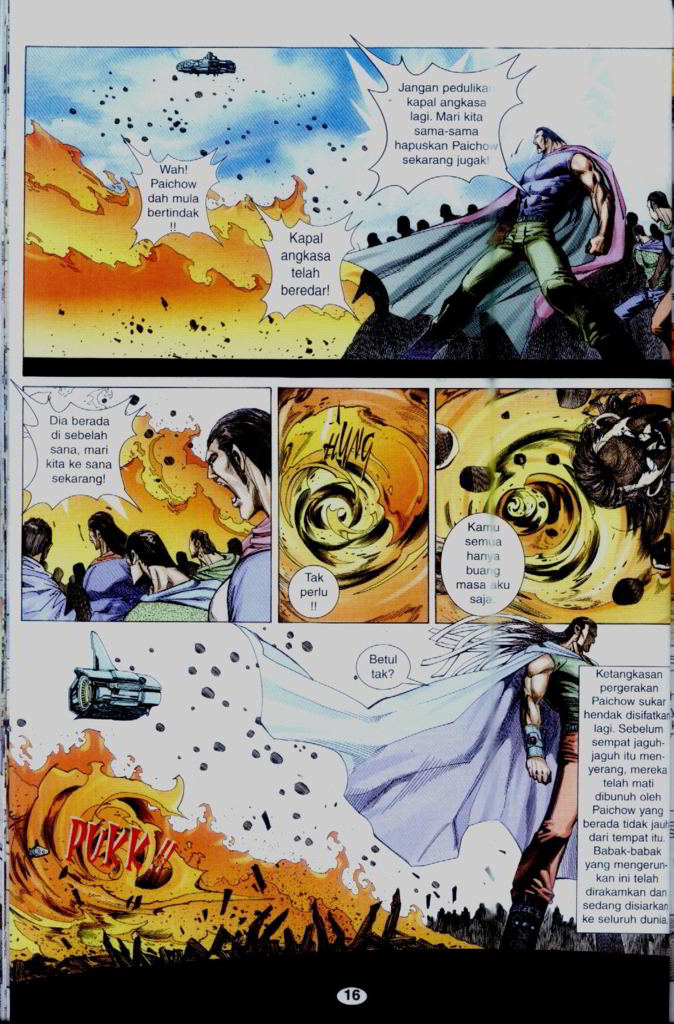 Wah!
Paichow
dah mula
bertindak
!!
Kapal
angkasa
telah
beredar!
Jangan pedulikan
kapal angkasa
lagi. Mari kita
sama-sama
hapuskan Paichow
sekarang jugak!
Dia berada
di sebelah
sana, mari
kita ke sana
sekarang!
HYNG
Tak
perlu
!!
Kamu
semua
hanya
buang
masa aku
saja.
Betul
tak?
Ketangkasan
pergerakan
Paichow sukar
hendak disifatkan
lagi. Sebelum
sempat jaguh-
jaguh itu men-
yerang, mereka
telah mati
dibunuh oleh
Paichow yang
berada tidak jauh
dari tempat itu.
Babak-babak
yang mengerun-
kan ini telah
dirakamkan dan
sedang disiarkan
ke seluruh dunia.
16